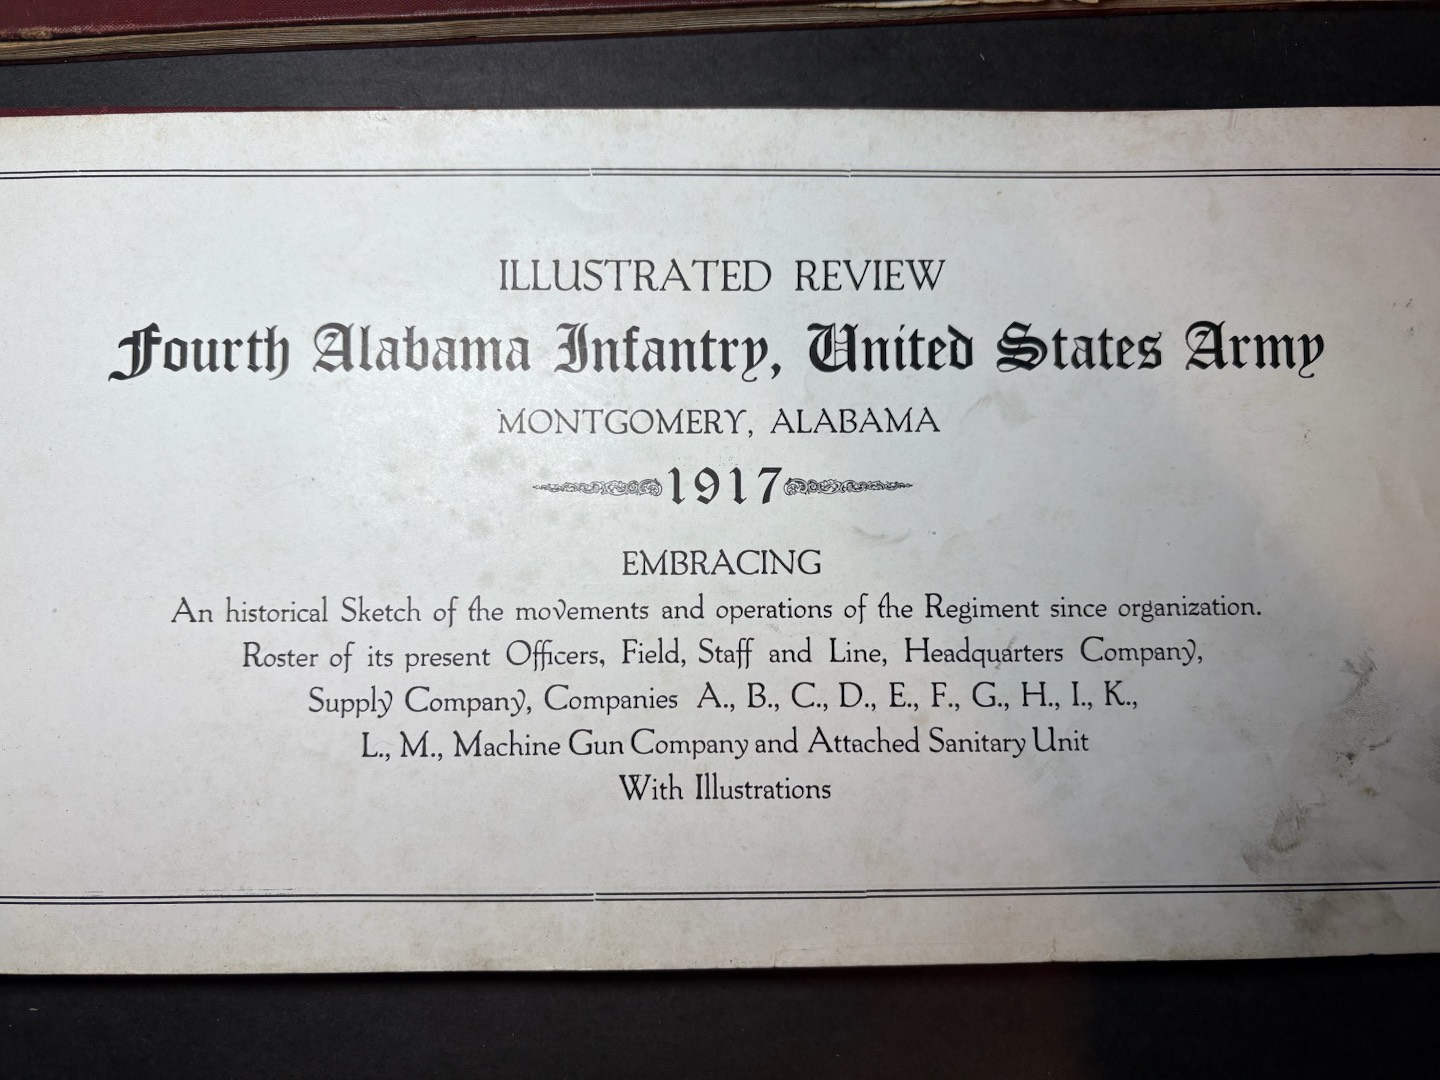 ILLUSTRATED REVIEW
Fourth Alabama Infantry, United States Army
MONTGOMERY, ALABAMA
1917
EMBRACING
An historical Sketch of the movements and operations of the Regiment since organization.
Roster of its present Officers, Field, Staff and Line, Headquarters Company,
Supply Company, Companies A., B., C., D., E., F., G., H., I., K.,
L., M., Machine Gun Company and Attached Sanitary Unit
With Illustrations